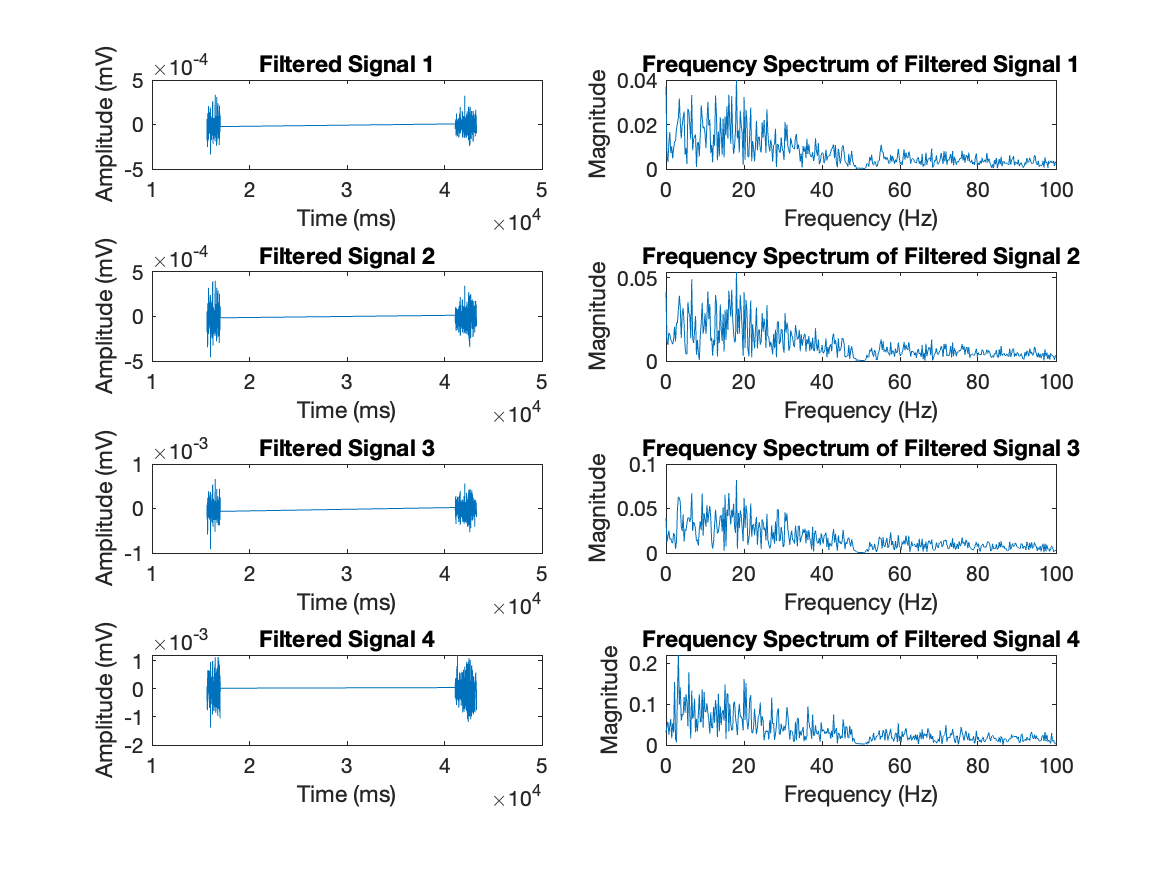 Filtered Signal 1
×10-4
Amplitude (mV)
5
0
-5
1 2 3 4 5
Time (ms)
×104
Frequency Spectrum of Filtered Signal 1
Magnitude
0.04
0.02
0
0 20 40 60 80 100
Frequency (Hz)
Filtered Signal 2
×10-4
Amplitude (mV)
5
0
-5
1 2 3 4 5
Time (ms)
×104
Frequency Spectrum of Filtered Signal 2
Magnitude
0.05
0
0 20 40 60 80 100
Frequency (Hz)
Filtered Signal 3
×10-3
Amplitude (mV)
1
0
-1
1 2 3 4 5
Time (ms)
×104
Frequency Spectrum of Filtered Signal 3
Magnitude
0.1
0.05
0
0 20 40 60 80 100
Frequency (Hz)
Filtered Signal 4
×10-3
Amplitude (mV)
1
0
-1
-2
1 2 3 4 5
Time (ms)
×104
Frequency Spectrum of Filtered Signal 4
Magnitude
0.2
0.1
0
0 20 40 60 80 100
Frequency (Hz)